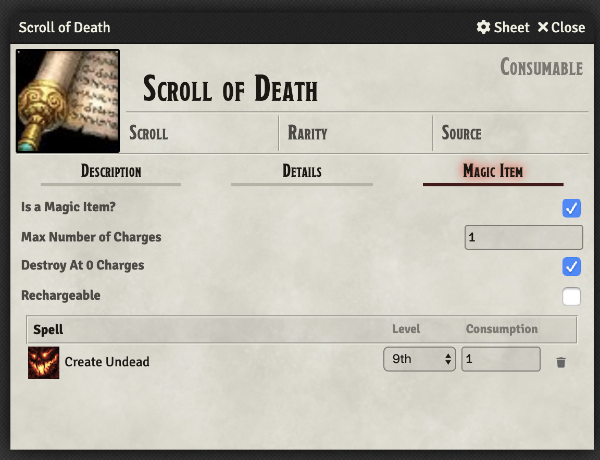 Scroll of Death Sheet Close
Consumable
Scroll of Death
Scroll Rarity Source
Description Details Magic Item
Is a Magic Item?
Max Number of Charges 1
Destroy At 0 Charges
Rechargeable
Spell Level Consumption
Create Undead 9th 1